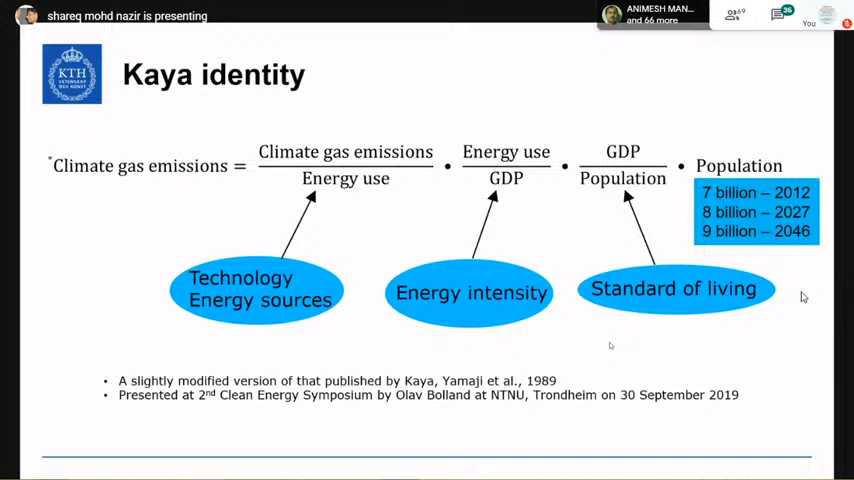 shareq mohd nazir is presenting
ANIMESH MAN...
and 66 more
69
36
You
KTH
VETENSKAP
OCH KONST
Kaya identity
*Climate gas emissions = Climate gas emissions / Energy use • Energy use / GDP • GDP / Population • Population
7 billion – 2012
8 billion – 2027
9 billion – 2046
Technology
Energy sources
Energy intensity
Standard of living
• A slightly modified version of that published by Kaya, Yamaji et al., 1989
• Presented at 2nd Clean Energy Symposium by Olav Bolland at NTNU, Trondheim on 30 September 2019